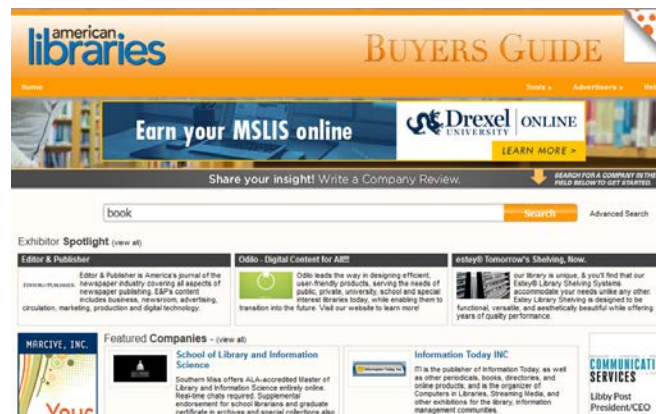 american
libraries
BUYERS GUIDE
Home
Tools
Advertisers
Earn your MSLIS online
Drexel
UNIVERSITY
ONLINE
LEARN MORE >
Share your insight! Write a Company Review.
SEARCH FOR A COMPANY IN THE
FIELD BELOW TO GET STARTED.
book
Search
Advanced Search
Exhibitor Spotlight (view all)
Editor & Publisher
EDITOR & PUBLISHER
Editor & Publisher is America's journal of the
newspaper industry covering all aspects of
newspaper publishing. E&P's content
includes business, newsroom, advertising,
circulation, marketing, production and digital technology.
Odilo - Digital Content for All!!!
Odilo leads the way in designing efficient,
user-friendly products, serving the needs of
public, private, university, school and special
interest libraries today, while enabling them to
transition into the future. Visit our website to learn more!
estey® Tomorrow's Shelving, Now.
our library is unique, & you'll find that our
Estey® Library Shelving Systems
accommodate your needs unlike any other.
Estey Library Shelving is designed to be
functional, versatile, and aesthetically beautiful while offering
years of quality performance.
MARCIVE, INC.
Your
Featured Companies - (view all)
School of Library and Information
Science
Southern Miss offers ALA-accredited Master of
Library and Information Science entirely online.
Real-time chats required. Supplemental
endorsement for school librarians and graduate
certificate in archives and special collections also
Information Today INC
Information Today, Inc
ITI is the publisher of Information Today, as well
as other periodicals, books, directories, and
online products, and is the organizer of
Computers in Libraries, Streaming Media, and
other exhibitions for the library, information
management communities.
COMMUNICATI
SERVICES
Libby Post
President/CEO